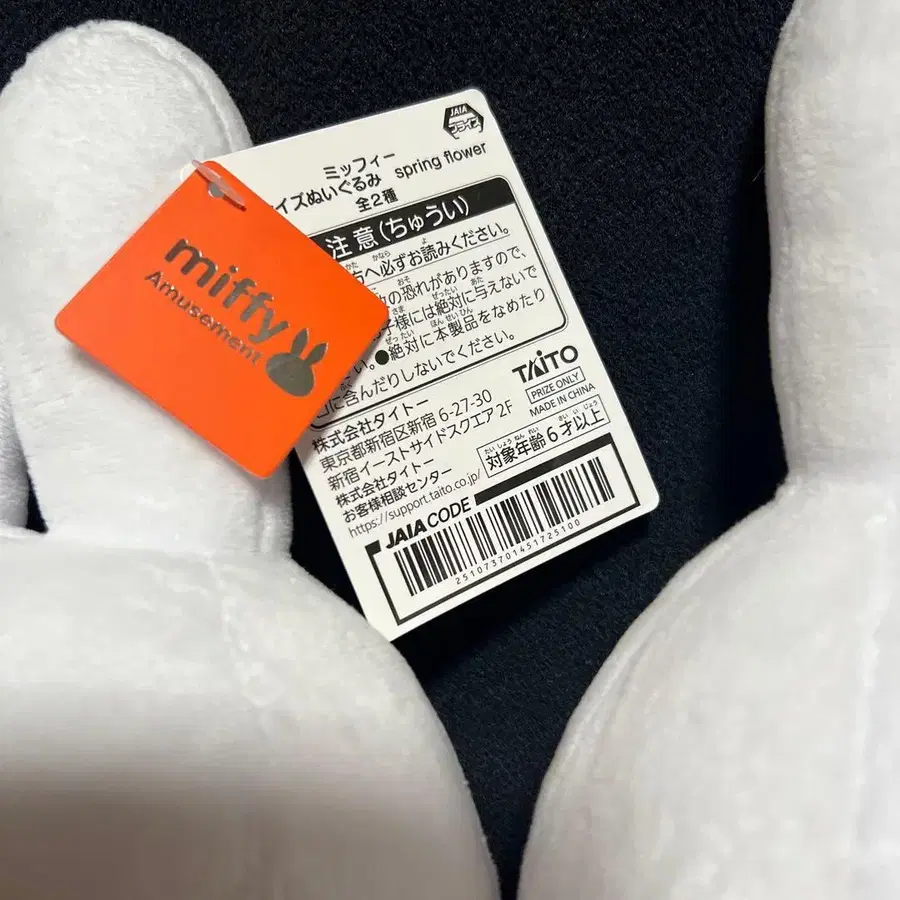 miffy
Amusement
JAIA
プライズ
ミッフィー
イズぬいぐるみ spring flower
全2種
注意(ちゅうい)
へ必ずお読みください。
の恐れがありますので、
子様には絶対に与えないで
い。●絶対に本製品をなめたり
口に含んだりしないでください。
TAITO
PRIZE ONLY
MADE IN CHINA
株式会社タイトー
東京都新宿区新宿 6-27-30
新宿イーストサイドスクエア 2F
株式会社タイトー
お客様相談センター
https://support.taito.co.jp/
対象年齢6才以上
JAIA CODE
2510737014517251​00